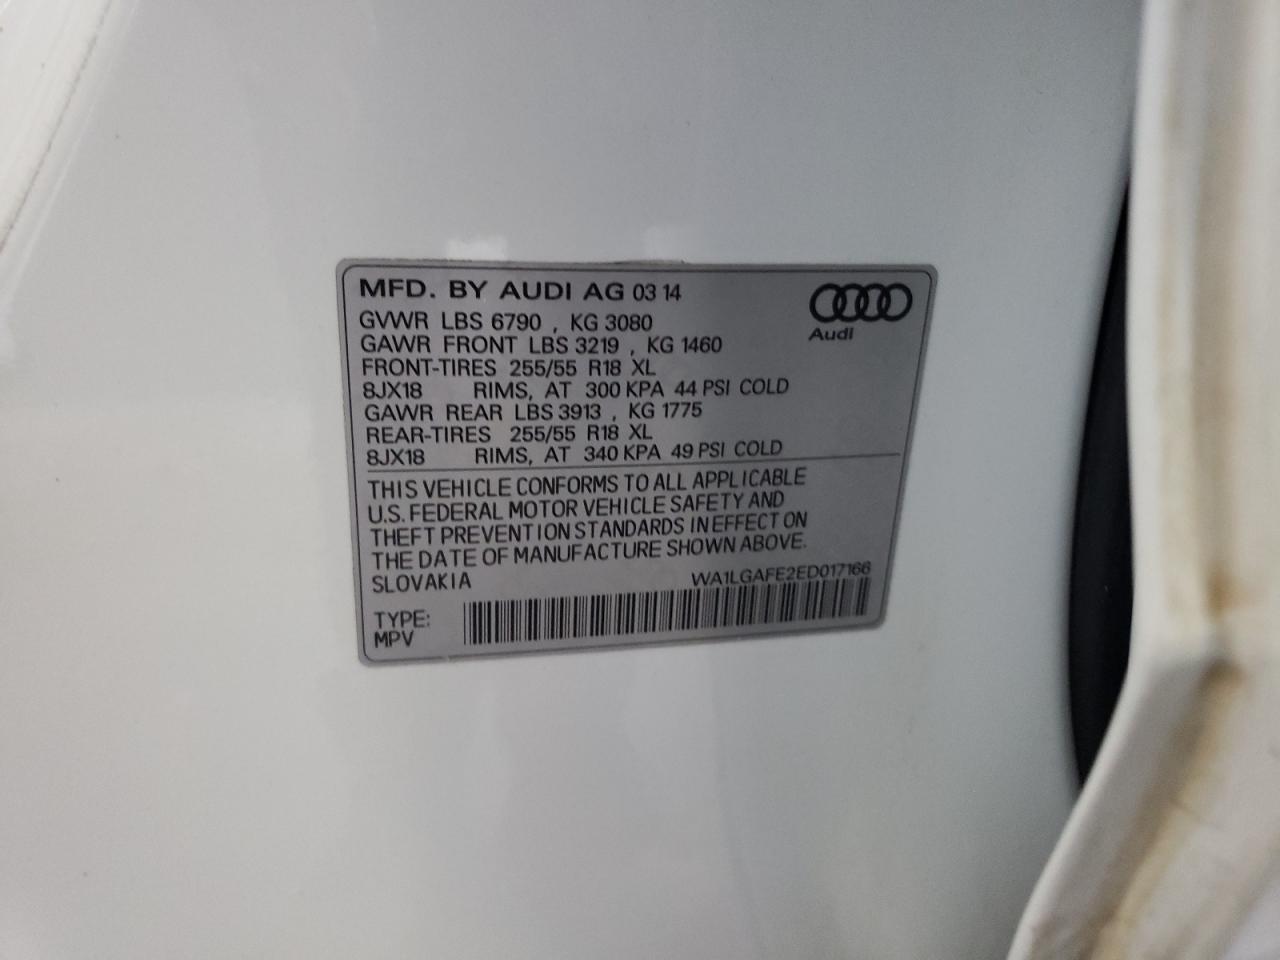 MFD. BY AUDI AG 03 14
GVWR LBS 6790 , KG 3080
GAWR FRONT LBS 3219 , KG 1460
FRONT-TIRES 255/55 R18 XL
8JX18 RIMS, AT 300 KPA 44 PSI COLD
GAWR REAR LBS 3913 , KG 1775
REAR-TIRES 255/55 R18 XL
8JX18 RIMS, AT 340 KPA 49 PSI COLD
Audi
THIS VEHICLE CONFORMS TO ALL APPLICABLE
U.S. FEDERAL MOTOR VEHICLE SAFETY AND
THEFT PREVENTION STANDARDS IN EFFECT ON
THE DATE OF MANUFACTURE SHOWN ABOVE.
SLOVAKIA WA1LGAFE2ED017166
TYPE:
MPV